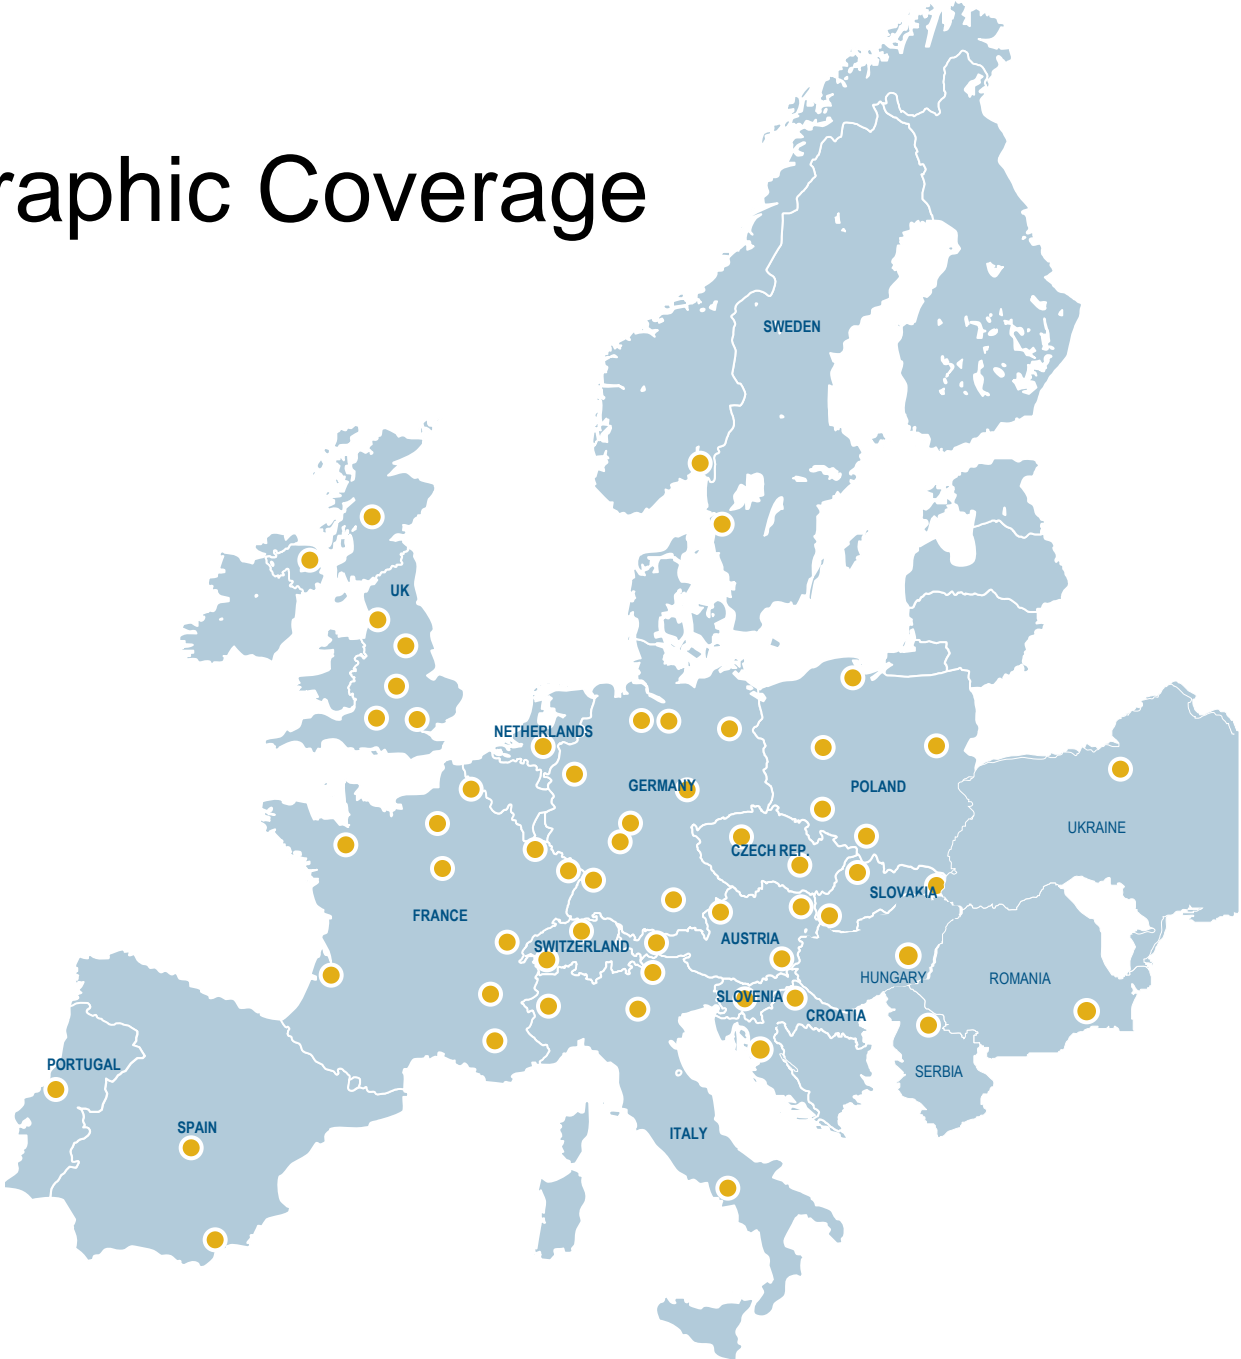 raphic Coverage
SWEDEN
UK
NETHERLANDS
GERMANY
POLAND
UKRAINE
CZECH REP.
SLOVAKIA
FRANCE
SWITZERLAND
AUSTRIA
HUNGARY
ROMANIA
SLOVENIA
CROATIA
PORTUGAL
SERBIA
SPAIN
ITALY